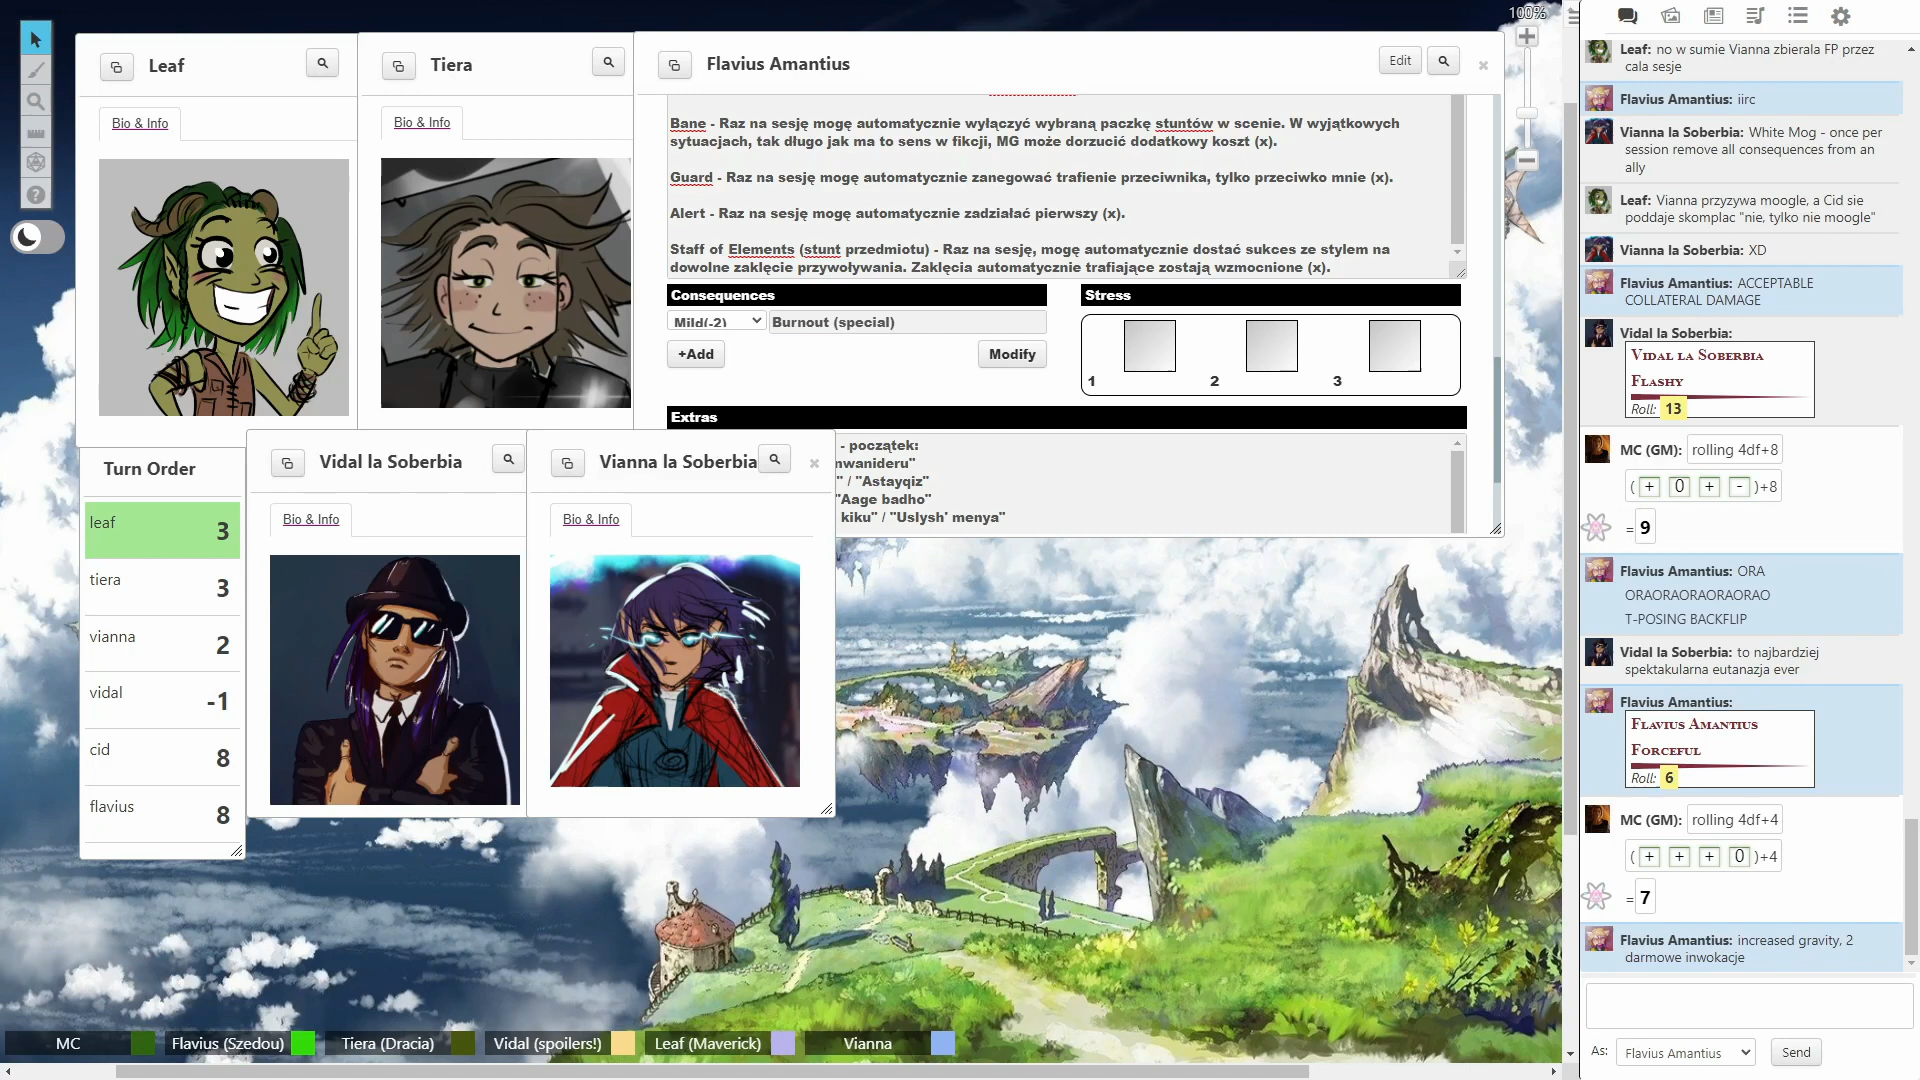 100%
Leaf
Bio & Info
Tiera
Bio & Info
Flavius Amantius
Edit
Bane - Raz na sesję mogę automatycznie wyłączyć wybraną paczkę stuntów w scenie. W wyjątkowych
sytuacjach, tak długo jak ma to sens w fikcji, MG może dorzucić dodatkowy koszt (x).
Guard - Raz na sesję mogę automatycznie zanegować trafienie przeciwnika, tylko przeciwko mnie (x).
Alert - Raz na sesję mogę automatycznie zadziałać pierwszy (x).
Staff of Elements (stunt przedmiotu) - Raz na sesję, mogę automatycznie dostać sukces ze stylem na
dowolne zaklęcie przywoływania. Zaklęcia automatycznie trafiające zostają wzmocnione (x).
Consequences
Mild(-2)
Burnout (special)
+Add
Modify
Stress
1
2
3
Extras
- początek:
nwanideru"
" / "Astayqiz"
"Aage badho"
kiku" / "Uslysh' menya"
Turn Order
leaf 3
tiera 3
vianna 2
vidal -1
cid 8
flavius 8
Vidal la Soberbia
Bio & Info
Vianna la Soberbia
Bio & Info
MC
Flavius (Szedou)
Tiera (Dracia)
Vidal (spoilers!)
Leaf (Maverick)
Vianna
Leaf: no w sumie Vianna zbierala FP przez
cala sesje
Flavius Amantius: iirc
Vianna la Soberbia: White Mog - once per
session remove all consequences from an
ally
Leaf: Vianna przyzywa moogle, a Cid sie
poddaje skomplac "nie, tylko nie moogle"
Vianna la Soberbia: XD
Flavius Amantius: ACCEPTABLE
COLLATERAL DAMAGE
Vidal la Soberbia:
Vidal la Soberbia
Flashy
Roll: 13
MC (GM): rolling 4df+8
( + 0 + - )+8
= 9
Flavius Amantius: ORA
ORAORAORAORAORAO
T-POSING BACKFLIP
Vidal la Soberbia: to najbardziej
spektakularna eutanazja ever
Flavius Amantius:
Flavius Amantius
Forceful
Roll: 6
MC (GM): rolling 4df+4
( + + + 0 )+4
= 7
Flavius Amantius: increased gravity, 2
darmowe inwokacje
As: Flavius Amantius
Send